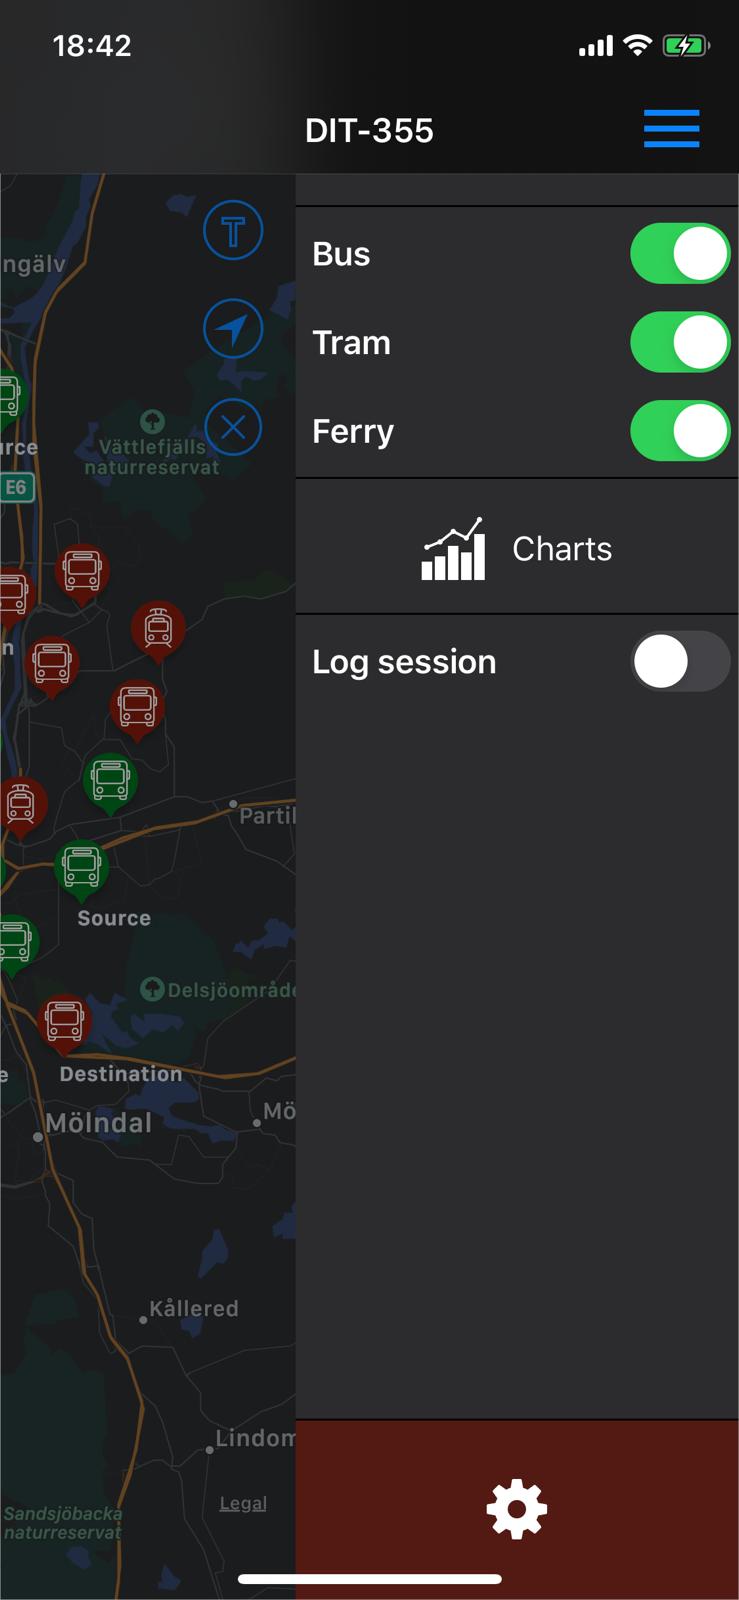 18:42
DIT-355
T
ngälv
Bus
Tram
Ferry
Vättlefjälls
naturreservat
urce
E6
Charts
n
Log session
Partil
Source
Delsjöområde
Destination
e
Mölndal
Mö
Kållered
Lindom
Legal
Sandsjöbacka
naturreservat